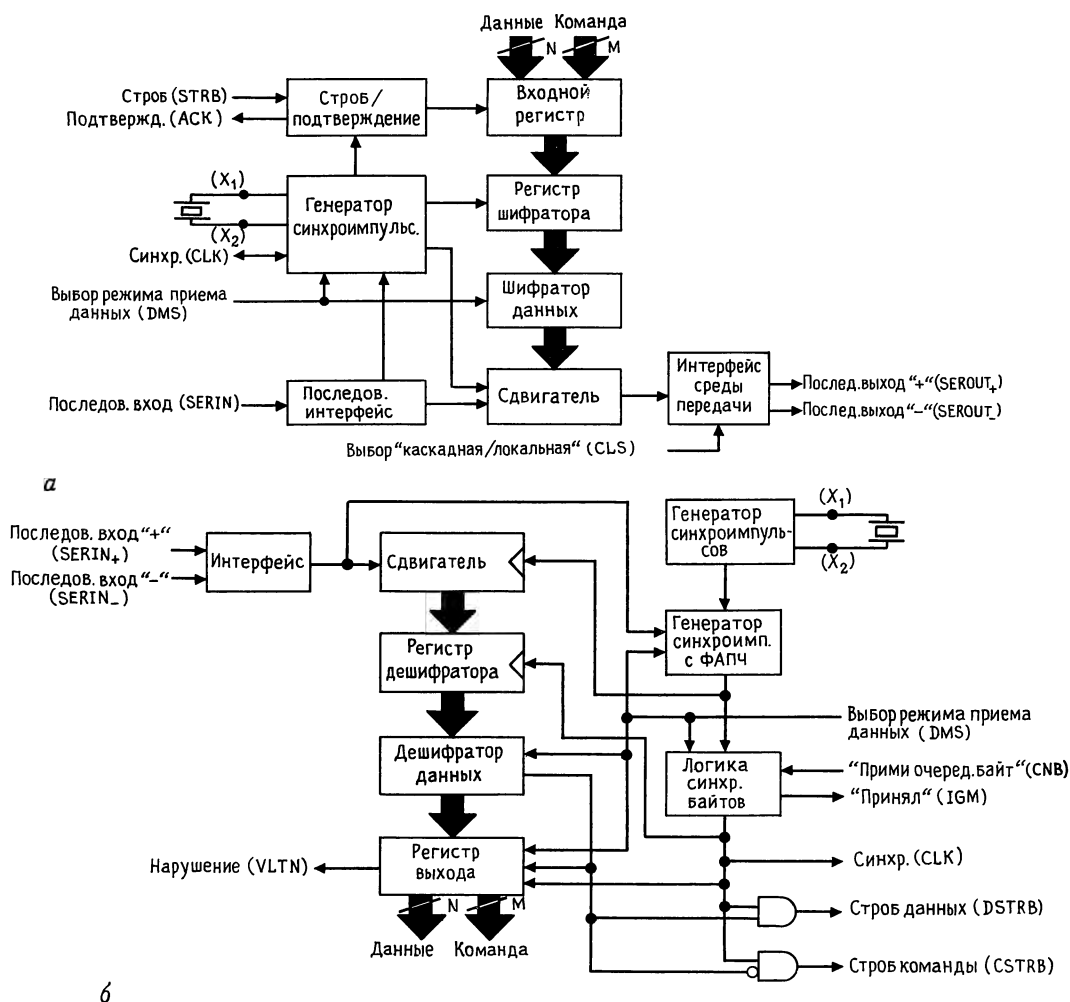 Данные Команда
N M
Строб (STRB)
Подтвержд. (ACK)
Строб/
подтверждение
Входной
регистр
(X1)
(X2)
Генератор
синхроимпульс.
Регистр
шифратора
Синхр. (CLK)
Выбор режима приема
данных (DMS)
Шифратор
данных
Последов. вход (SERIN)
Последов.
интерфейс
Сдвигатель
Интерфейс
среды
передачи
Послед. выход "+" (SEROUT+)
Послед. выход "–" (SEROUT–)
Выбор "каскадная/локальная" (CLS)
а
Последов. вход "+"
(SERIN+)
Последов. вход "–"
(SERIN–)
Интерфейс
Сдвигатель
Генератор
синхроимпуль-
сов
(X1)
(X2)
Регистр
дешифратора
Генератор
синхроимп.
с ФАПЧ
Выбор режима приема
данных (DMS)
Дешифратор
данных
Логика
синхр.
байтов
"Прими очеред. байт" (CNB)
"Принял" (IGM)
Нарушение (VLTN)
Регистр
выхода
Синхр. (CLK)
N M
Данные Команда
Строб данных (DSTRB)
Строб команды (CSTRB)
б